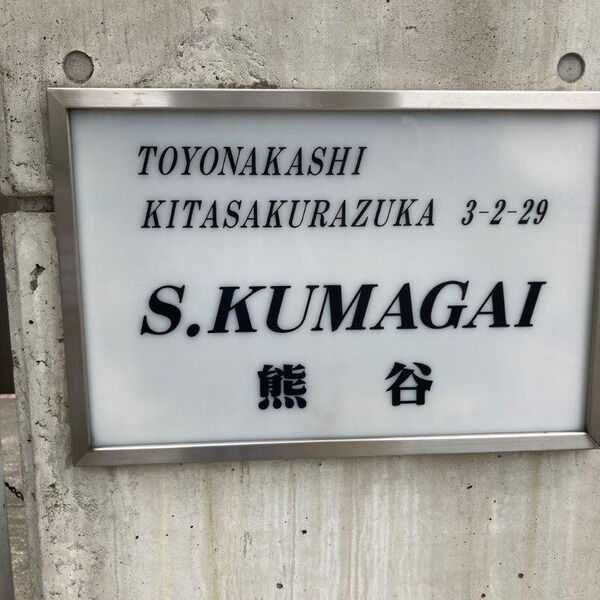 TOYONAKASHI
KITASAKURAZUKA 3-2-29
S.KUMAGAI
熊 谷